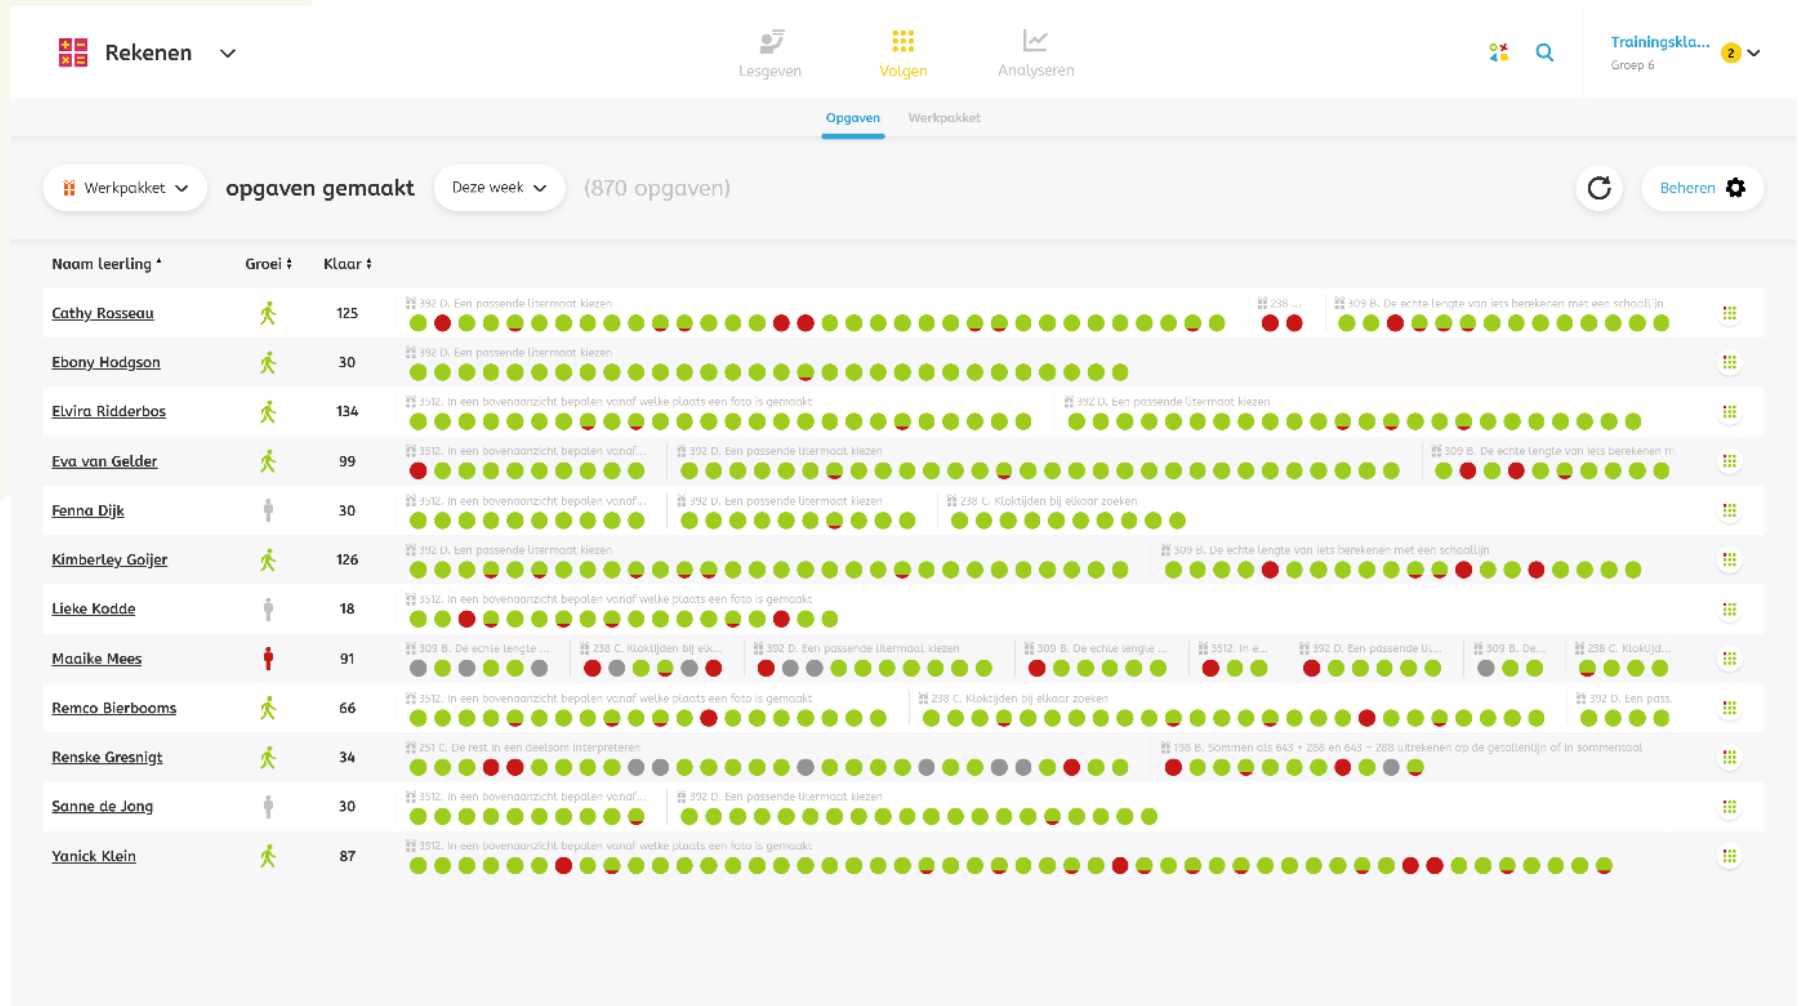 Rekenen
Lesgeven
Volgen
Analyseren
Trainingskla...
Groep 6
2
Opgaven
Werkpakket
Werkpakket
opgaven gemaakt
Deze week
(870 opgaven)
Beheren
Naam leerling
Groei
Klaar
Cathy Rosseau
125
392 D. Een passende litermaat kiezen
238 ...
309 B. De echte lengte van iets berekenen met een schaallijn
Ebony Hodgson
30
392 D. Een passende litermaat kiezen
Elvira Ridderbos
134
3512. In een bovenaanzicht bepalen vanaf welke plaats een foto is gemaakt
392 D. Een passende litermaat kiezen
Eva van Gelder
99
3512. In een bovenaanzicht bepalen vanaf...
392 D. Een passende litermaat kiezen
309 B. De echte lengte van iets berekenen m
Fenna Dijk
30
3512. In een bovenaanzicht bepalen vanaf...
392 D. Een passende litermaat kiezen
238 C. Kloktijden bij elkaar zoeken
Kimberley Goijer
126
392 D. Een passende litermaat kiezen
309 B. De echte lengte van iets berekenen met een schaallijn
Lieke Kodde
18
3512. In een bovenaanzicht bepalen vanaf welke plaats een foto is gemaakt
Maaike Mees
91
309 B. De echte lengte ...
238 C. Kloktijden bij elk...
392 D. Een passende litermaat kiezen
309 B. De echte lengte ...
3512. In e...
392 D. Een passende lit...
309 B. De...
238 C. Kloktijd...
Remco Bierbooms
66
3512. In een bovenaanzicht bepalen vanaf welke plaats een foto is gemaakt
238 C. Kloktijden bij elkaar zoeken
392 D. Een pass
Renske Gresnigt
34
251 C. De rest in een deelsom interpreteren
198 B. Sommen als 643 + 288 en 643 − 288 uitrekenen op de getallenlijn of in sommentaal
Sanne de Jong
30
3512. In een bovenaanzicht bepalen vanaf...
392 D. Een passende litermaat kiezen
Yanick Klein
87
3512. In een bovenaanzicht bepalen vanaf welke plaats een foto is gemaakt